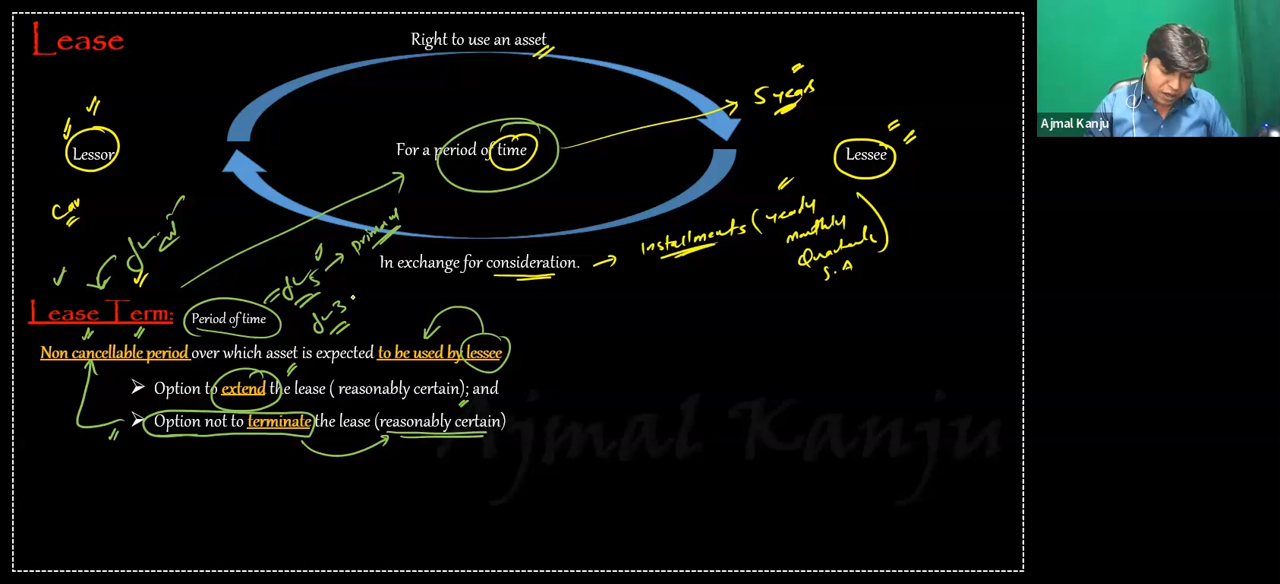 Lease
Right to use an asset
5 years
Lessor
For a period of time
Lessee
Car
Ajmal Kanju
primary
In exchange for consideration.
Installments (yearly
monthly
S.A
Lease Term:
Period of time
Non cancellable period over which asset is expected to be used by lessee
➢ Option to extend the lease ( reasonably certain); and
➢ Option not to terminate the lease (reasonably certain)
Ajmal Kanju